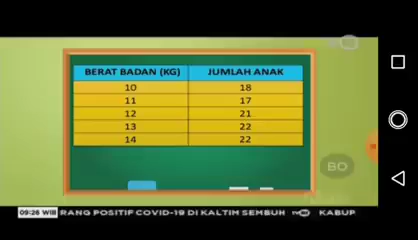 BERAT BADAN (KG) JUMLAH ANAK
10 18
11 17
12 21
13 22
14 22
BO
09:26 WIB RANG POSITIF COVID-19 DI KALTIM SEMBUH KABUP